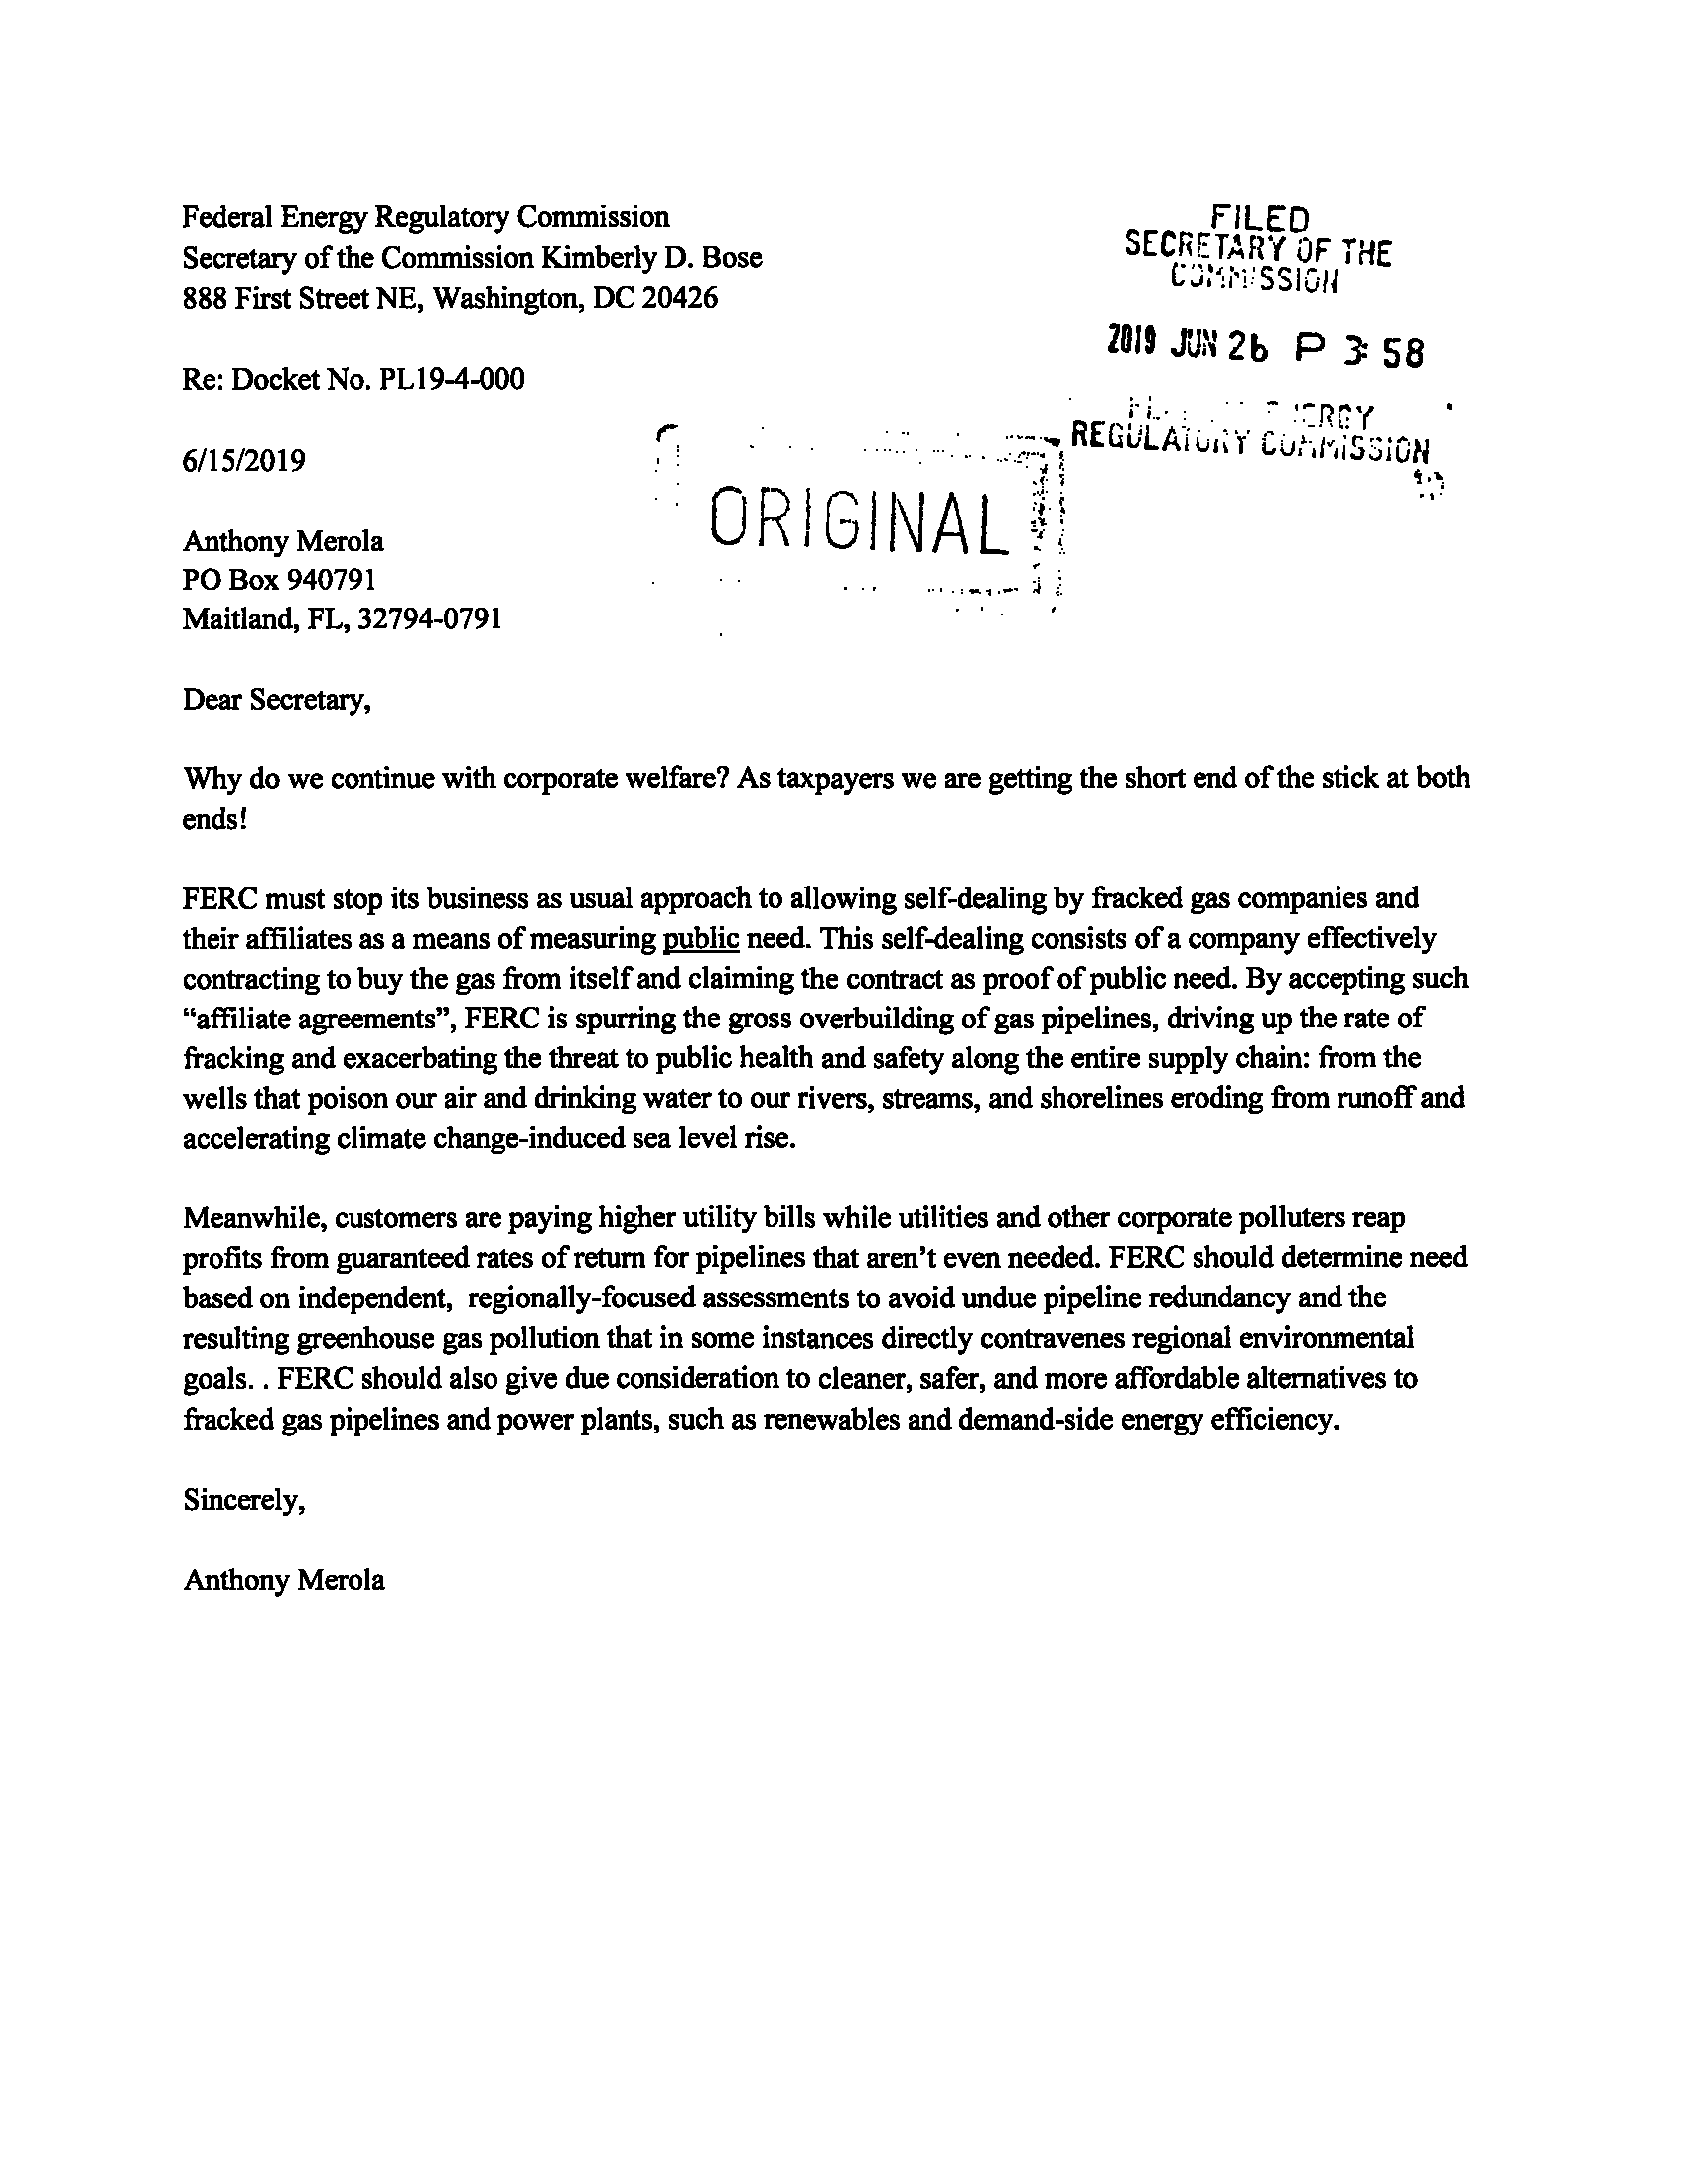 Federal Energy Regulatory Commission
Secretary of the Commission Kimberly D. Bose
888 First Street NE, Washington, DC 20426
FILED
SECRETARY OF THE
COMMISSION
2019 JUN 26 P 3:58
REGULATORY COMMISSION
Re: Docket No. PL19-4-000
6/15/2019
ORIGINAL
Anthony Merola
PO Box 940791
Maitland, FL, 32794-0791
Dear Secretary,
Why do we continue with corporate welfare? As taxpayers we are getting the short end of the stick at both
ends!
FERC must stop its business as usual approach to allowing self-dealing by fracked gas companies and
their affiliates as a means of measuring public need. This self-dealing consists of a company effectively
contracting to buy the gas from itself and claiming the contract as proof of public need. By accepting such
“affiliate agreements”, FERC is spurring the gross overbuilding of gas pipelines, driving up the rate of
fracking and exacerbating the threat to public health and safety along the entire supply chain: from the
wells that poison our air and drinking water to our rivers, streams, and shorelines eroding from runoff and
accelerating climate change-induced sea level rise.
Meanwhile, customers are paying higher utility bills while utilities and other corporate polluters reap
profits from guaranteed rates of return for pipelines that aren’t even needed. FERC should determine need
based on independent,  regionally-focused assessments to avoid undue pipeline redundancy and the
resulting greenhouse gas pollution that in some instances directly contravenes regional environmental
goals. . FERC should also give due consideration to cleaner, safer, and more affordable alternatives to
fracked gas pipelines and power plants, such as renewables and demand-side energy efficiency.
Sincerely,
Anthony Merola